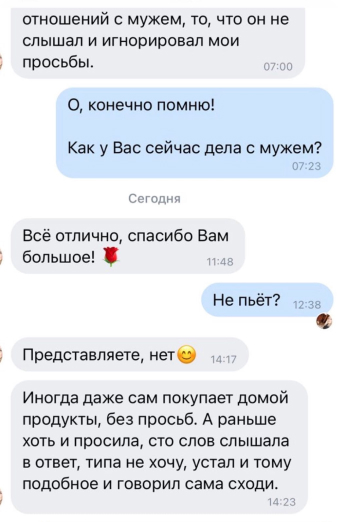 отношений с мужем, то, что он не
слышал и игнорировал мои
просьбы.
07:00
О, конечно помню!
Как у Вас сейчас дела с мужем?
07:23
Сегодня
Всё отлично, спасибо Вам
большое! 🌹
11:48
Не пьёт?
12:38
Представляете, нет😊
14:17
Иногда даже сам покупает домой
продукты, без просьб. А раньше
хоть и просила, сто слов слышала
в ответ, типа не хочу, устал и тому
подобное и говорил сама сходи.
14:23